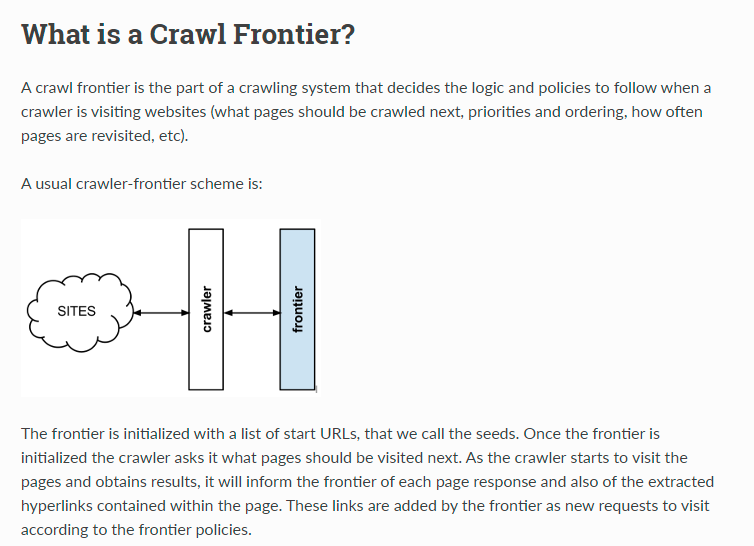 What is a Crawl Frontier?
A crawl frontier is the part of a crawling system that decides the logic and policies to follow when a
crawler is visiting websites (what pages should be crawled next, priorities and ordering, how often
pages are revisited, etc).
A usual crawler-frontier scheme is:
SITES
crawler
frontier
The frontier is initialized with a list of start URLs, that we call the seeds. Once the frontier is
initialized the crawler asks it what pages should be visited next. As the crawler starts to visit the
pages and obtains results, it will inform the frontier of each page response and also of the extracted
hyperlinks contained within the page. These links are added by the frontier as new requests to visit
according to the frontier policies.